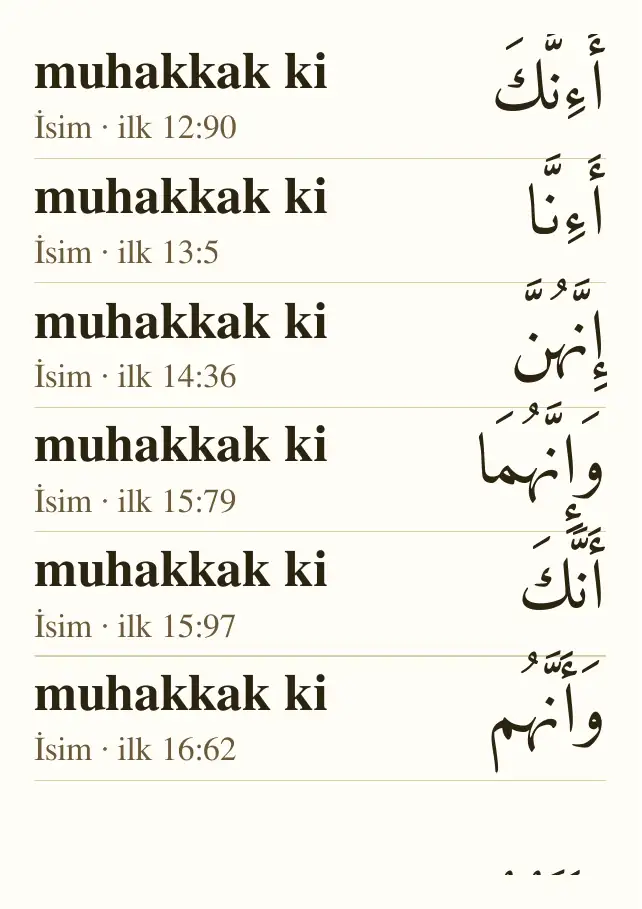 muhakkak ki أَءِنَّكَ
İsim · ilk 12:90
muhakkak ki أَءِنَّا
İsim · ilk 13:5
muhakkak ki إِنَّهُنَّ
İsim · ilk 14:36
muhakkak ki وَإِنَّهُمَا
İsim · ilk 15:79
muhakkak ki أَنَّكَ
İsim · ilk 15:97
muhakkak ki وَأَنَّهُم
İsim · ilk 16:62